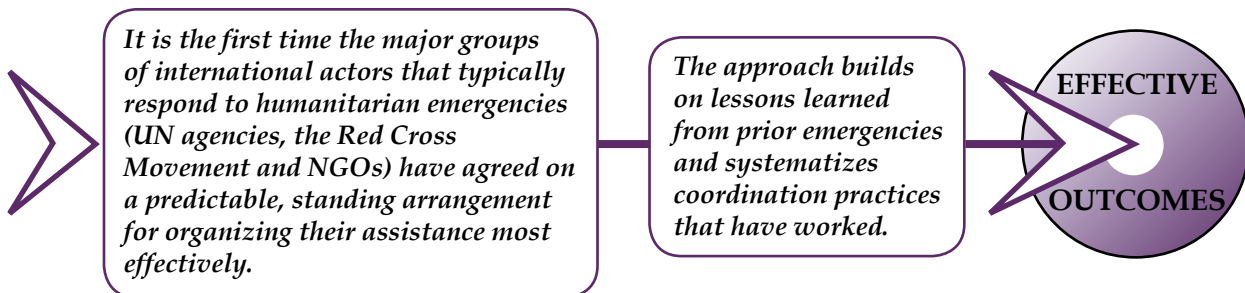 It is the first time the major groups
of international actors that typically
respond to humanitarian emergencies
(UN agencies, the Red Cross
Movement and NGOs) have agreed on
a predictable, standing arrangement
for organizing their assistance most
effectively.
The approach builds
on lessons learned
from prior emergencies
and systematizes
coordination practices
that have worked.
EFFECTIVE
OUTCOMES